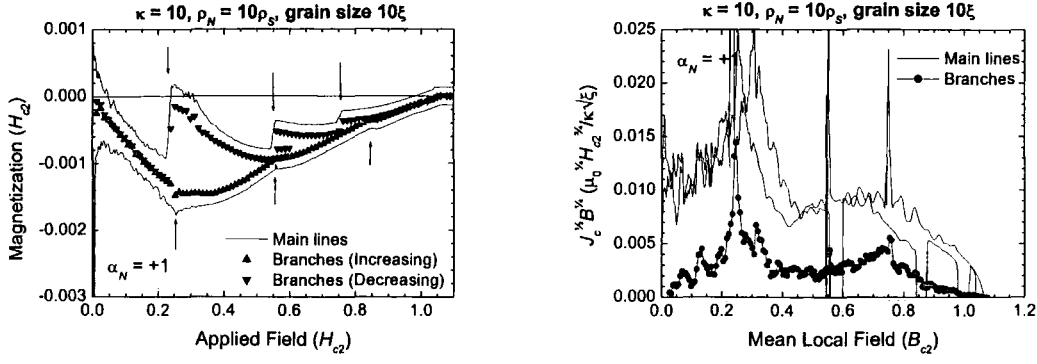 κ = 10, ρN = 10ρS, grain size 10ξ
Magnetization (Hc2)
0.001
0.000
-0.001
-0.002
-0.003
αN = +1
Main lines
Branches (Increasing)
Branches (Decreasing)
0.0 0.2 0.4 0.6 0.8 1.0
Applied Field (Hc2)
κ = 10, ρN = 10ρS, grain size 10ξ
0.025
0.020
0.015
0.010
0.005
0.000
αN = +1
Main lines
Branches
0.0 0.2 0.4 0.6 0.8 1.0 1.2
Mean Local Field (Bc2)